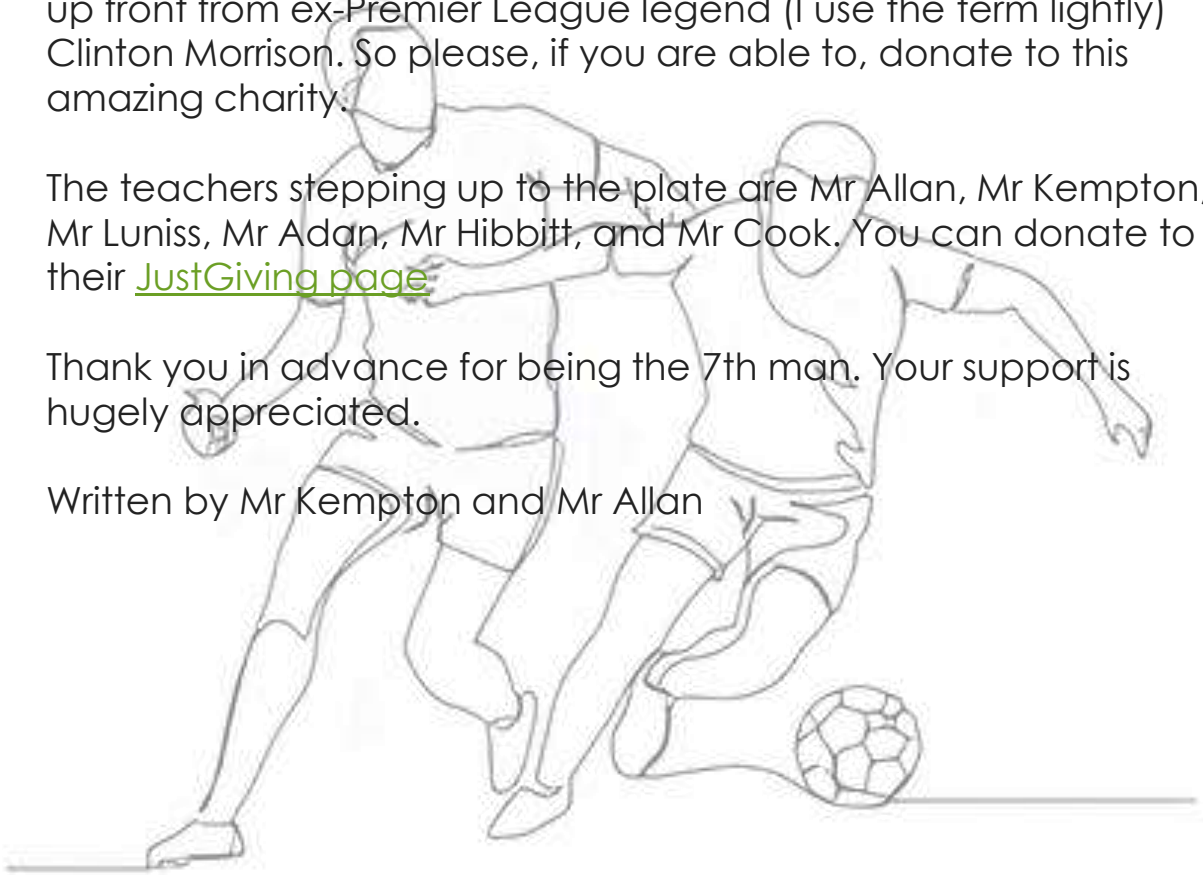 up front from ex-Premier League legend (I use the term lightly)
Clinton Morrison. So please, if you are able to, donate to this
amazing charity.
The teachers stepping up to the plate are Mr Allan, Mr Kempton,
Mr Luniss, Mr Adan, Mr Hibbitt, and Mr Cook. You can donate to
their JustGiving page
Thank you in advance for being the 7th man. Your support is
hugely appreciated.
Written by Mr Kempton and Mr Allan